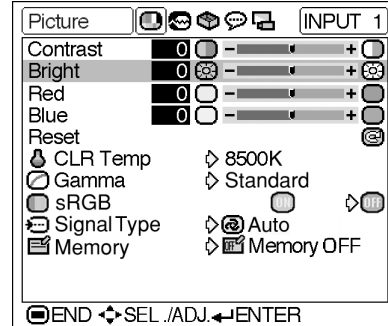 Picture INPUT 1
Contrast 0 - +
Bright 0 - +
Red 0 - +
Blue 0 - +
Reset
CLR Temp 8500K
Gamma Standard
sRGB ON OFF
Signal Type Auto
Memory OFF Memory OFF
END SEL./ADJ. ENTER